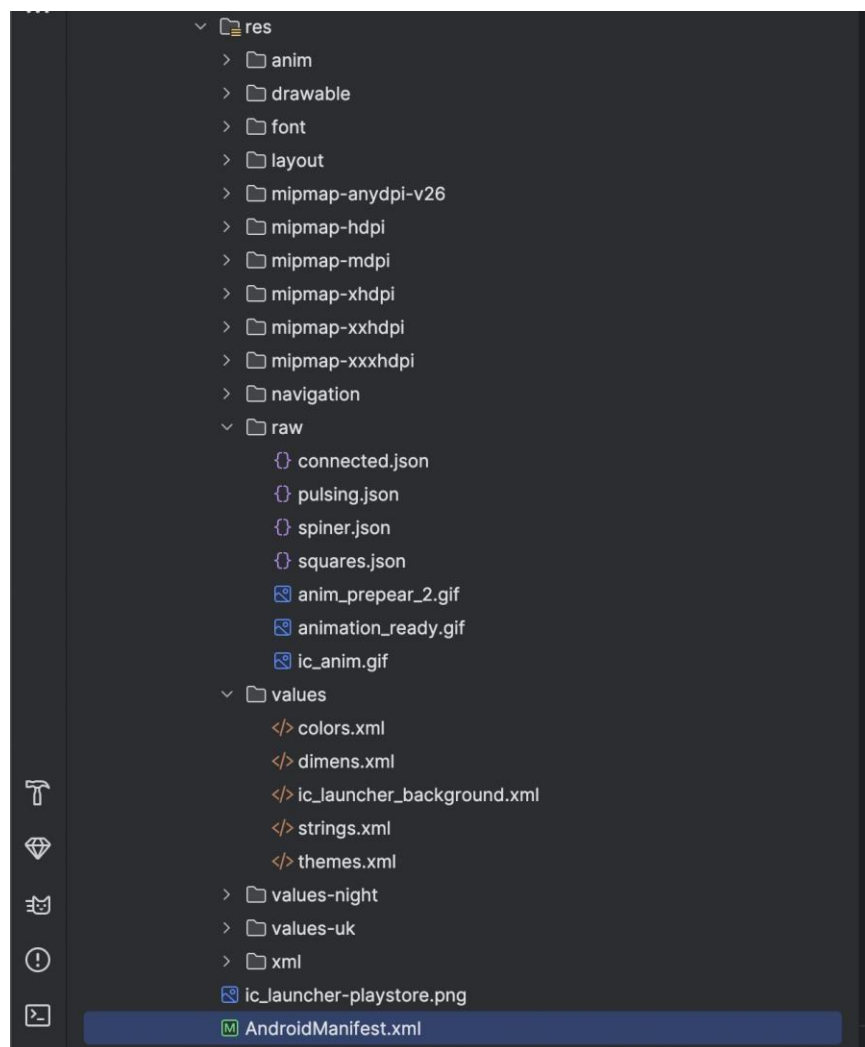 res
anim
drawable
font
layout
mipmap-anydpi-v26
mipmap-hdpi
mipmap-mdpi
mipmap-xhdpi
mipmap-xxhdpi
mipmap-xxxhdpi
navigation
raw
{} connected.json
{} pulsing.json
{} spiner.json
{} squares.json
anim_prepear_2.gif
animation_ready.gif
ic_anim.gif
values
</> colors.xml
</> dimens.xml
</> ic_launcher_background.xml
</> strings.xml
</> themes.xml
values-night
values-uk
xml
ic_launcher-playstore.png
M AndroidManifest.xml